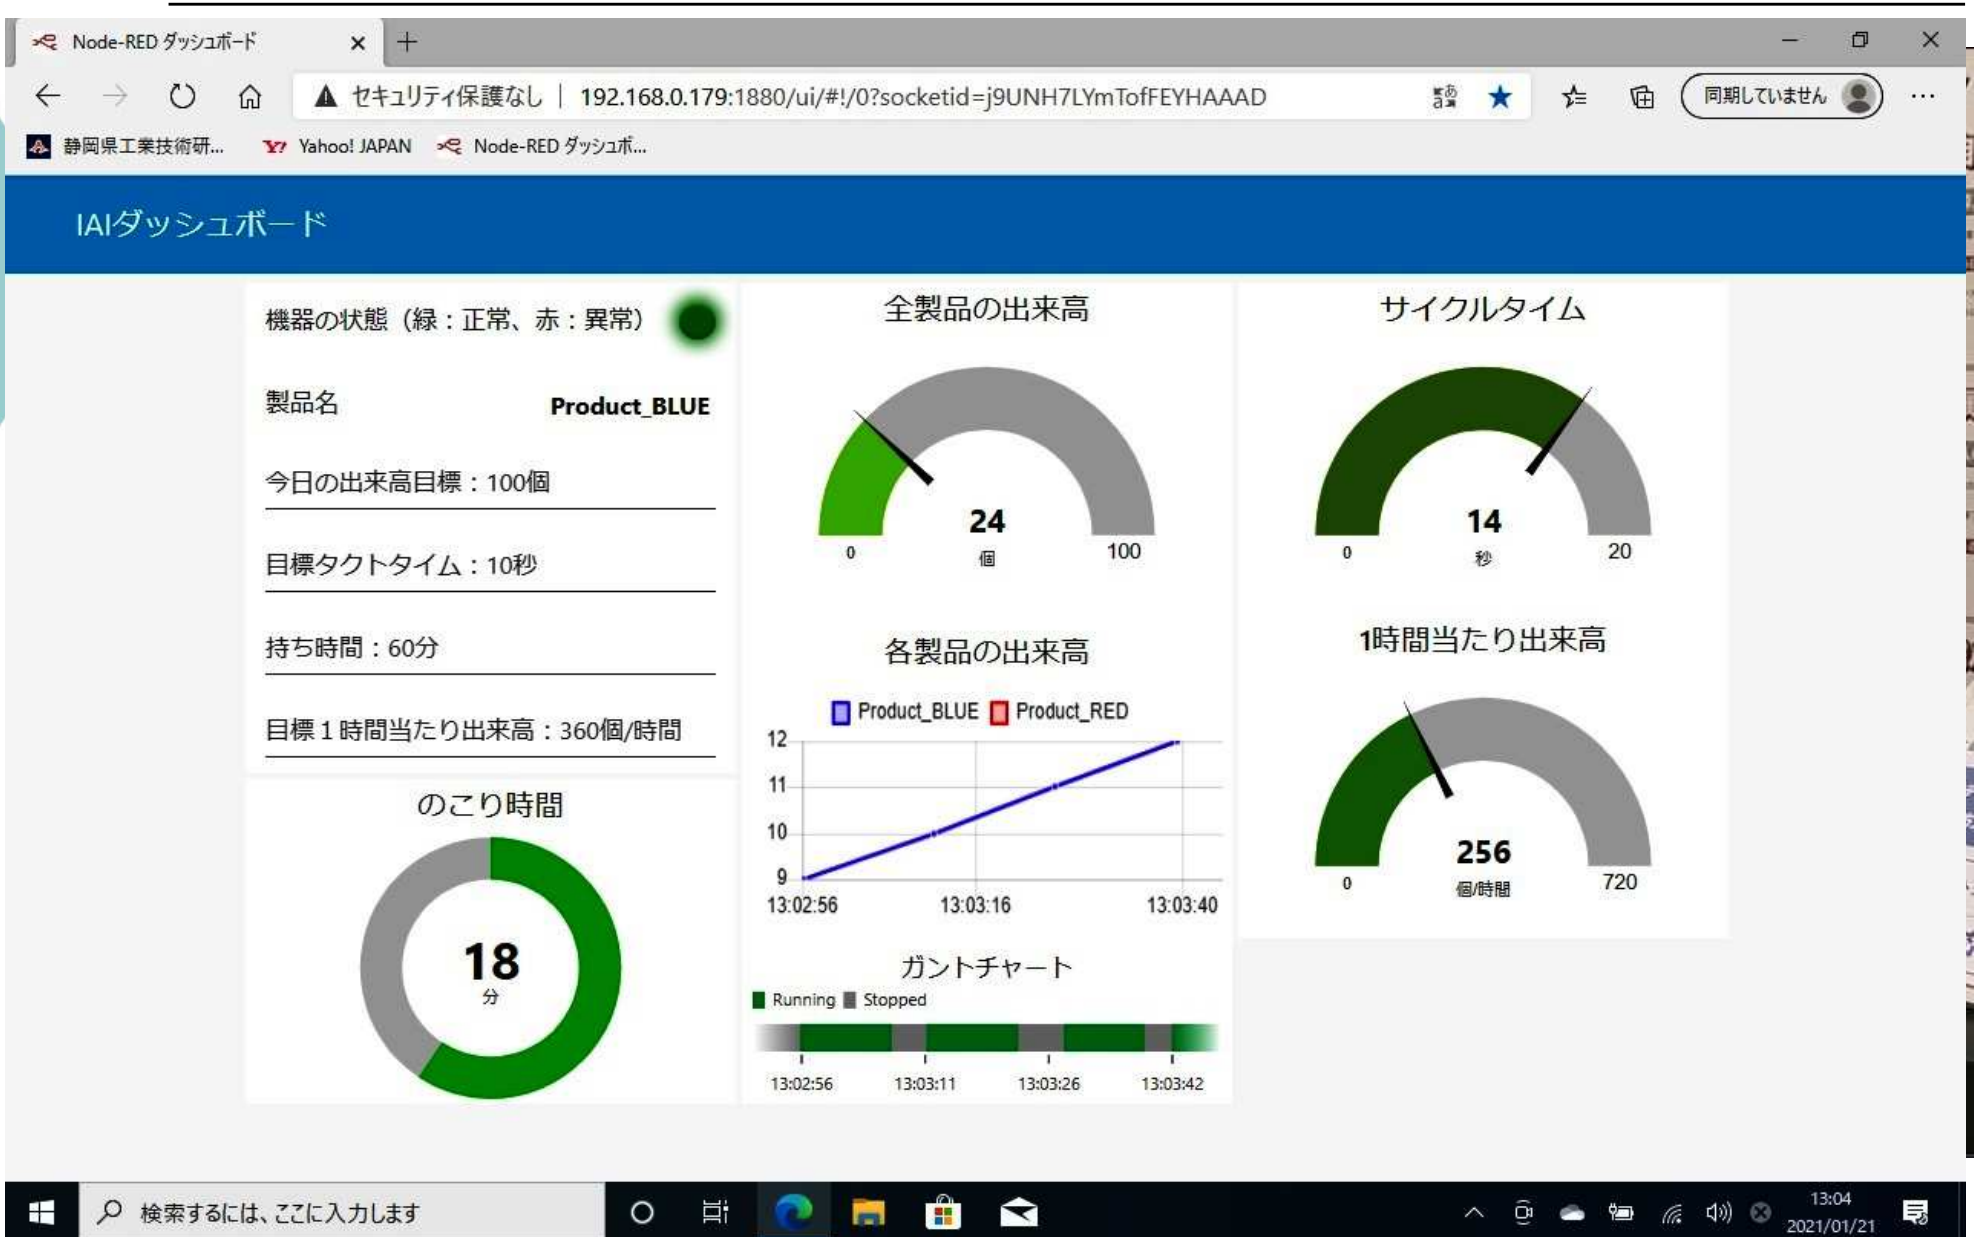 Node-RED ダッシュボード
セキュリティ保護なし | 192.168.0.179:1880/ui/#!/0?socketid=j9UNH7LYmTofFEYHAAAD
同期していません
静岡県工業技術研...
Yahoo! JAPAN
Node-RED ダッシュボ...
IAIダッシュボード
機器の状態（緑：正常、赤：異常）
製品名 Product_BLUE
今日の出来高目標：100個
目標タクトタイム：10秒
持ち時間：60分
目標１時間当たり出来高：360個/時間
のこり時間
18
分
全製品の出来高
24
個
0
100
各製品の出来高
Product_BLUE Product_RED
12
11
10
9
13:02:56 13:03:16 13:03:40
ガントチャート
Running Stopped
13:02:56 13:03:11 13:03:26 13:03:42
サイクルタイム
14
秒
0
20
1時間当たり出来高
256
個/時間
0
720
検索するには、ここに入力します
13:04
2021/01/21